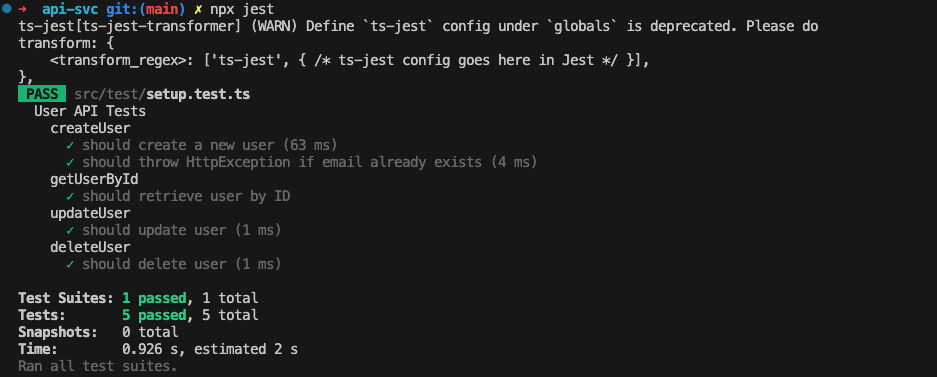 ➜ api-svc git:(main) ✗ npx jest
ts-jest[ts-jest-transformer] (WARN) Define `ts-jest` config under `globals` is deprecated. Please do
transform: {
    <transform_regex>: ['ts-jest', { /* ts-jest config goes here in Jest */ }],
},
PASS src/test/setup.test.ts
  User API Tests
    createUser
      ✓ should create a new user (63 ms)
      ✓ should throw HttpException if email already exists (4 ms)
    getUserById
      ✓ should retrieve user by ID
    updateUser
      ✓ should update user (1 ms)
    deleteUser
      ✓ should delete user (1 ms)
Test Suites: 1 passed, 1 total
Tests:       5 passed, 5 total
Snapshots:   0 total
Time:        0.926 s, estimated 2 s
Ran all test suites.